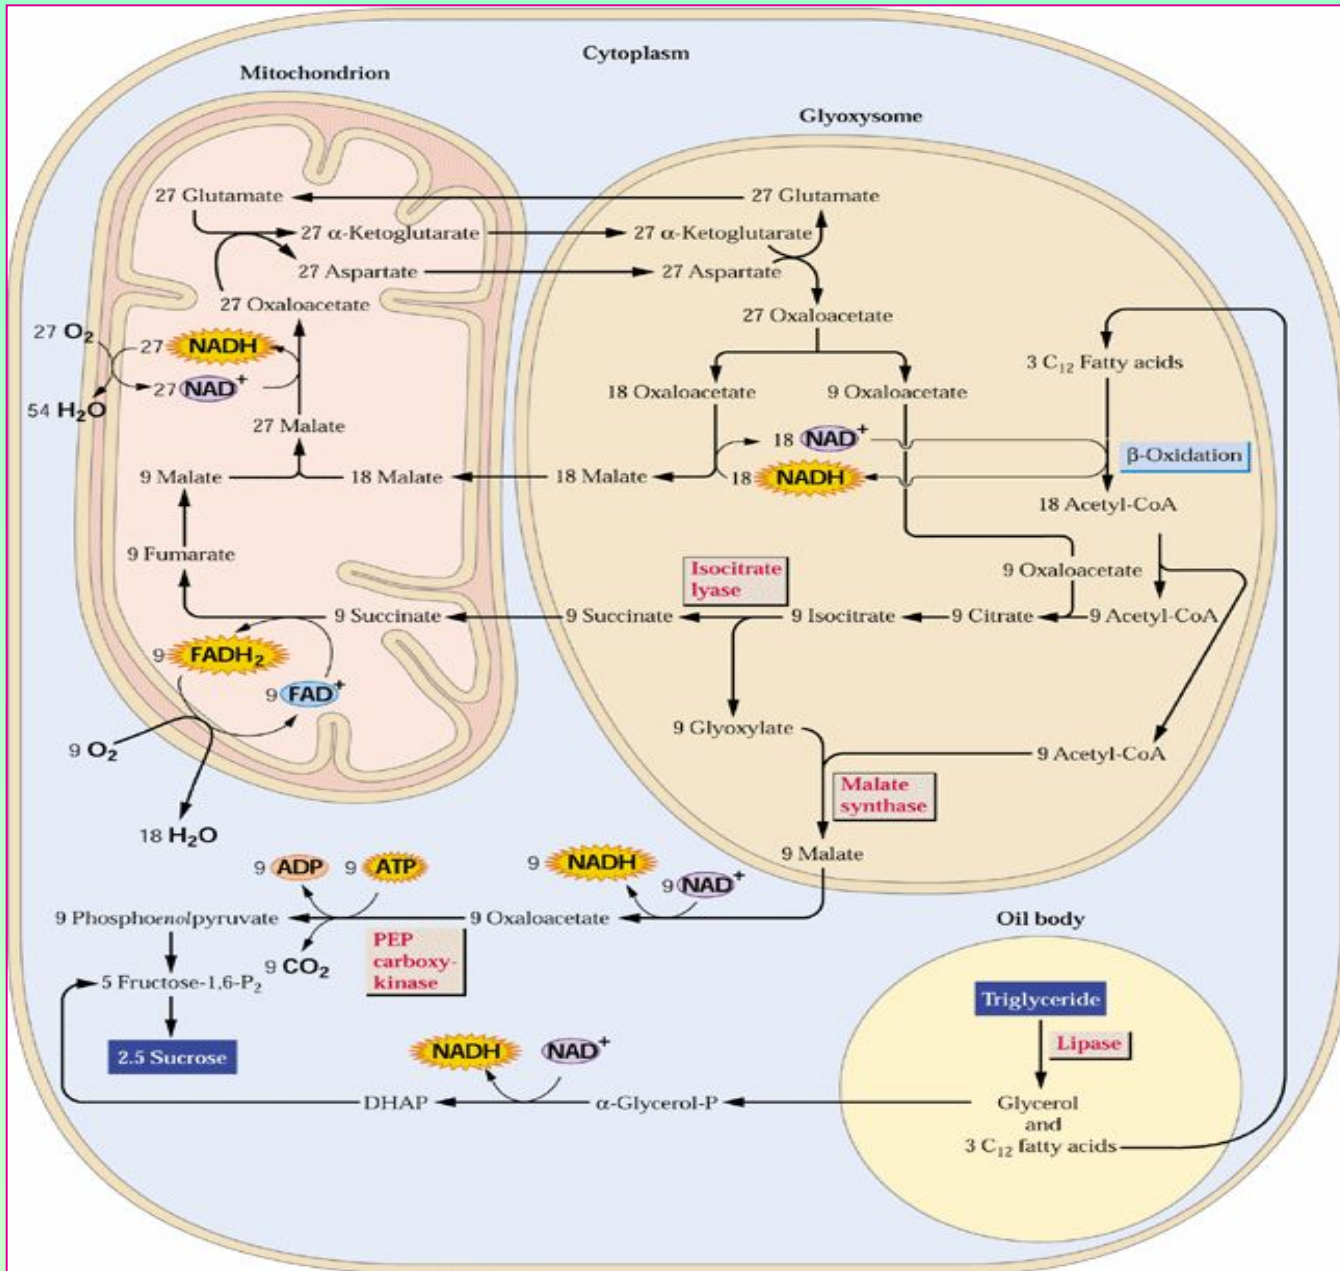 Cytoplasm
Mitochondrion
Glyoxysome
27 Glutamate
27 Glutamate
27 α-Ketoglutarate
27 α-Ketoglutarate
27 Aspartate
27 Aspartate
27 Oxaloacetate
27 Oxaloacetate
27 O₂
27 NADH
3 C₁₂ Fatty acids
27 NAD⁺
18 Oxaloacetate
9 Oxaloacetate
54 H₂O
27 Malate
18 NAD⁺
β-Oxidation
9 Malate
18 Malate
18 Malate
18 NADH
18 Acetyl-CoA
9 Fumarate
Isocitrate
lyase
9 Oxaloacetate
9 Succinate
9 Succinate
9 Isocitrate
9 Citrate
9 Acetyl-CoA
9 FADH₂
9 FAD⁺
9 Glyoxylate
9 O₂
9 Acetyl-CoA
Malate
synthase
18 H₂O
9 Malate
9 ADP
9 ATP
9 NADH
9 NAD⁺
9 Phosphoenolpyruvate
9 Oxaloacetate
Oil body
PEP
carboxy-
kinase
9 CO₂
5 Fructose-1,6-P₂
Triglyceride
2.5 Sucrose
NADH
NAD⁺
Lipase
DHAP
α-Glycerol-P
Glycerol
and
3 C₁₂ fatty acids